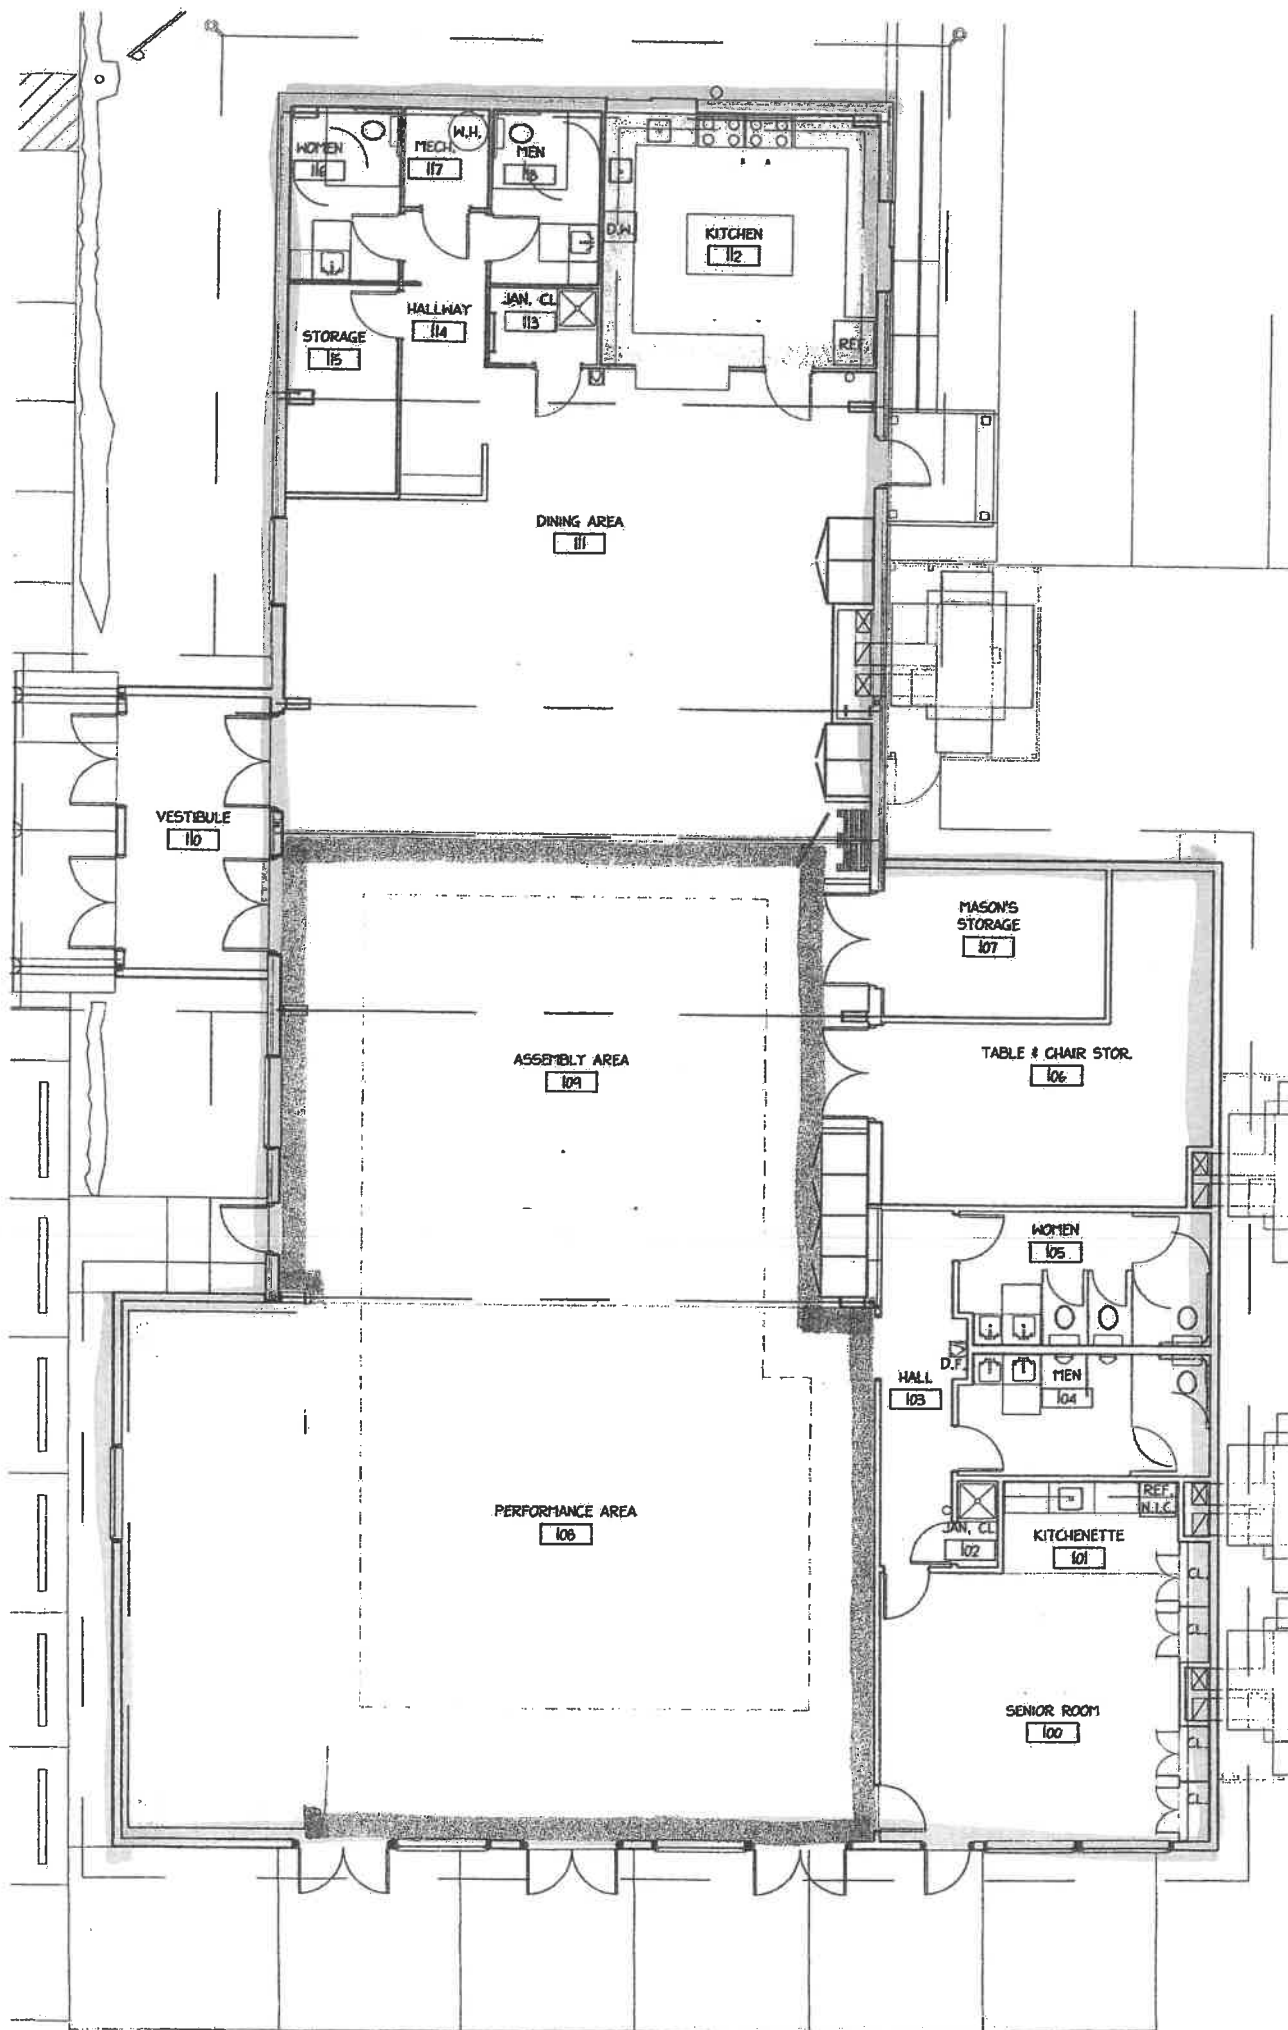 WOMEN
116
MECH.
117
W.H.
MEN
118
D.W.
KITCHEN
112
REF.
HALLWAY
114
JAN. CL.
113
STORAGE
115
DINING AREA
111
VESTIBULE
110
MASON'S
STORAGE
107
ASSEMBLY AREA
109
TABLE & CHAIR STOR.
106
WOMEN
105
D.F.
HALL
103
MEN
104
JAN. CL.
102
REF.
N.I.C.
KITCHENETTE
101
CL.
CL
PERFORMANCE AREA
108
SENIOR ROOM
100
CL
CL